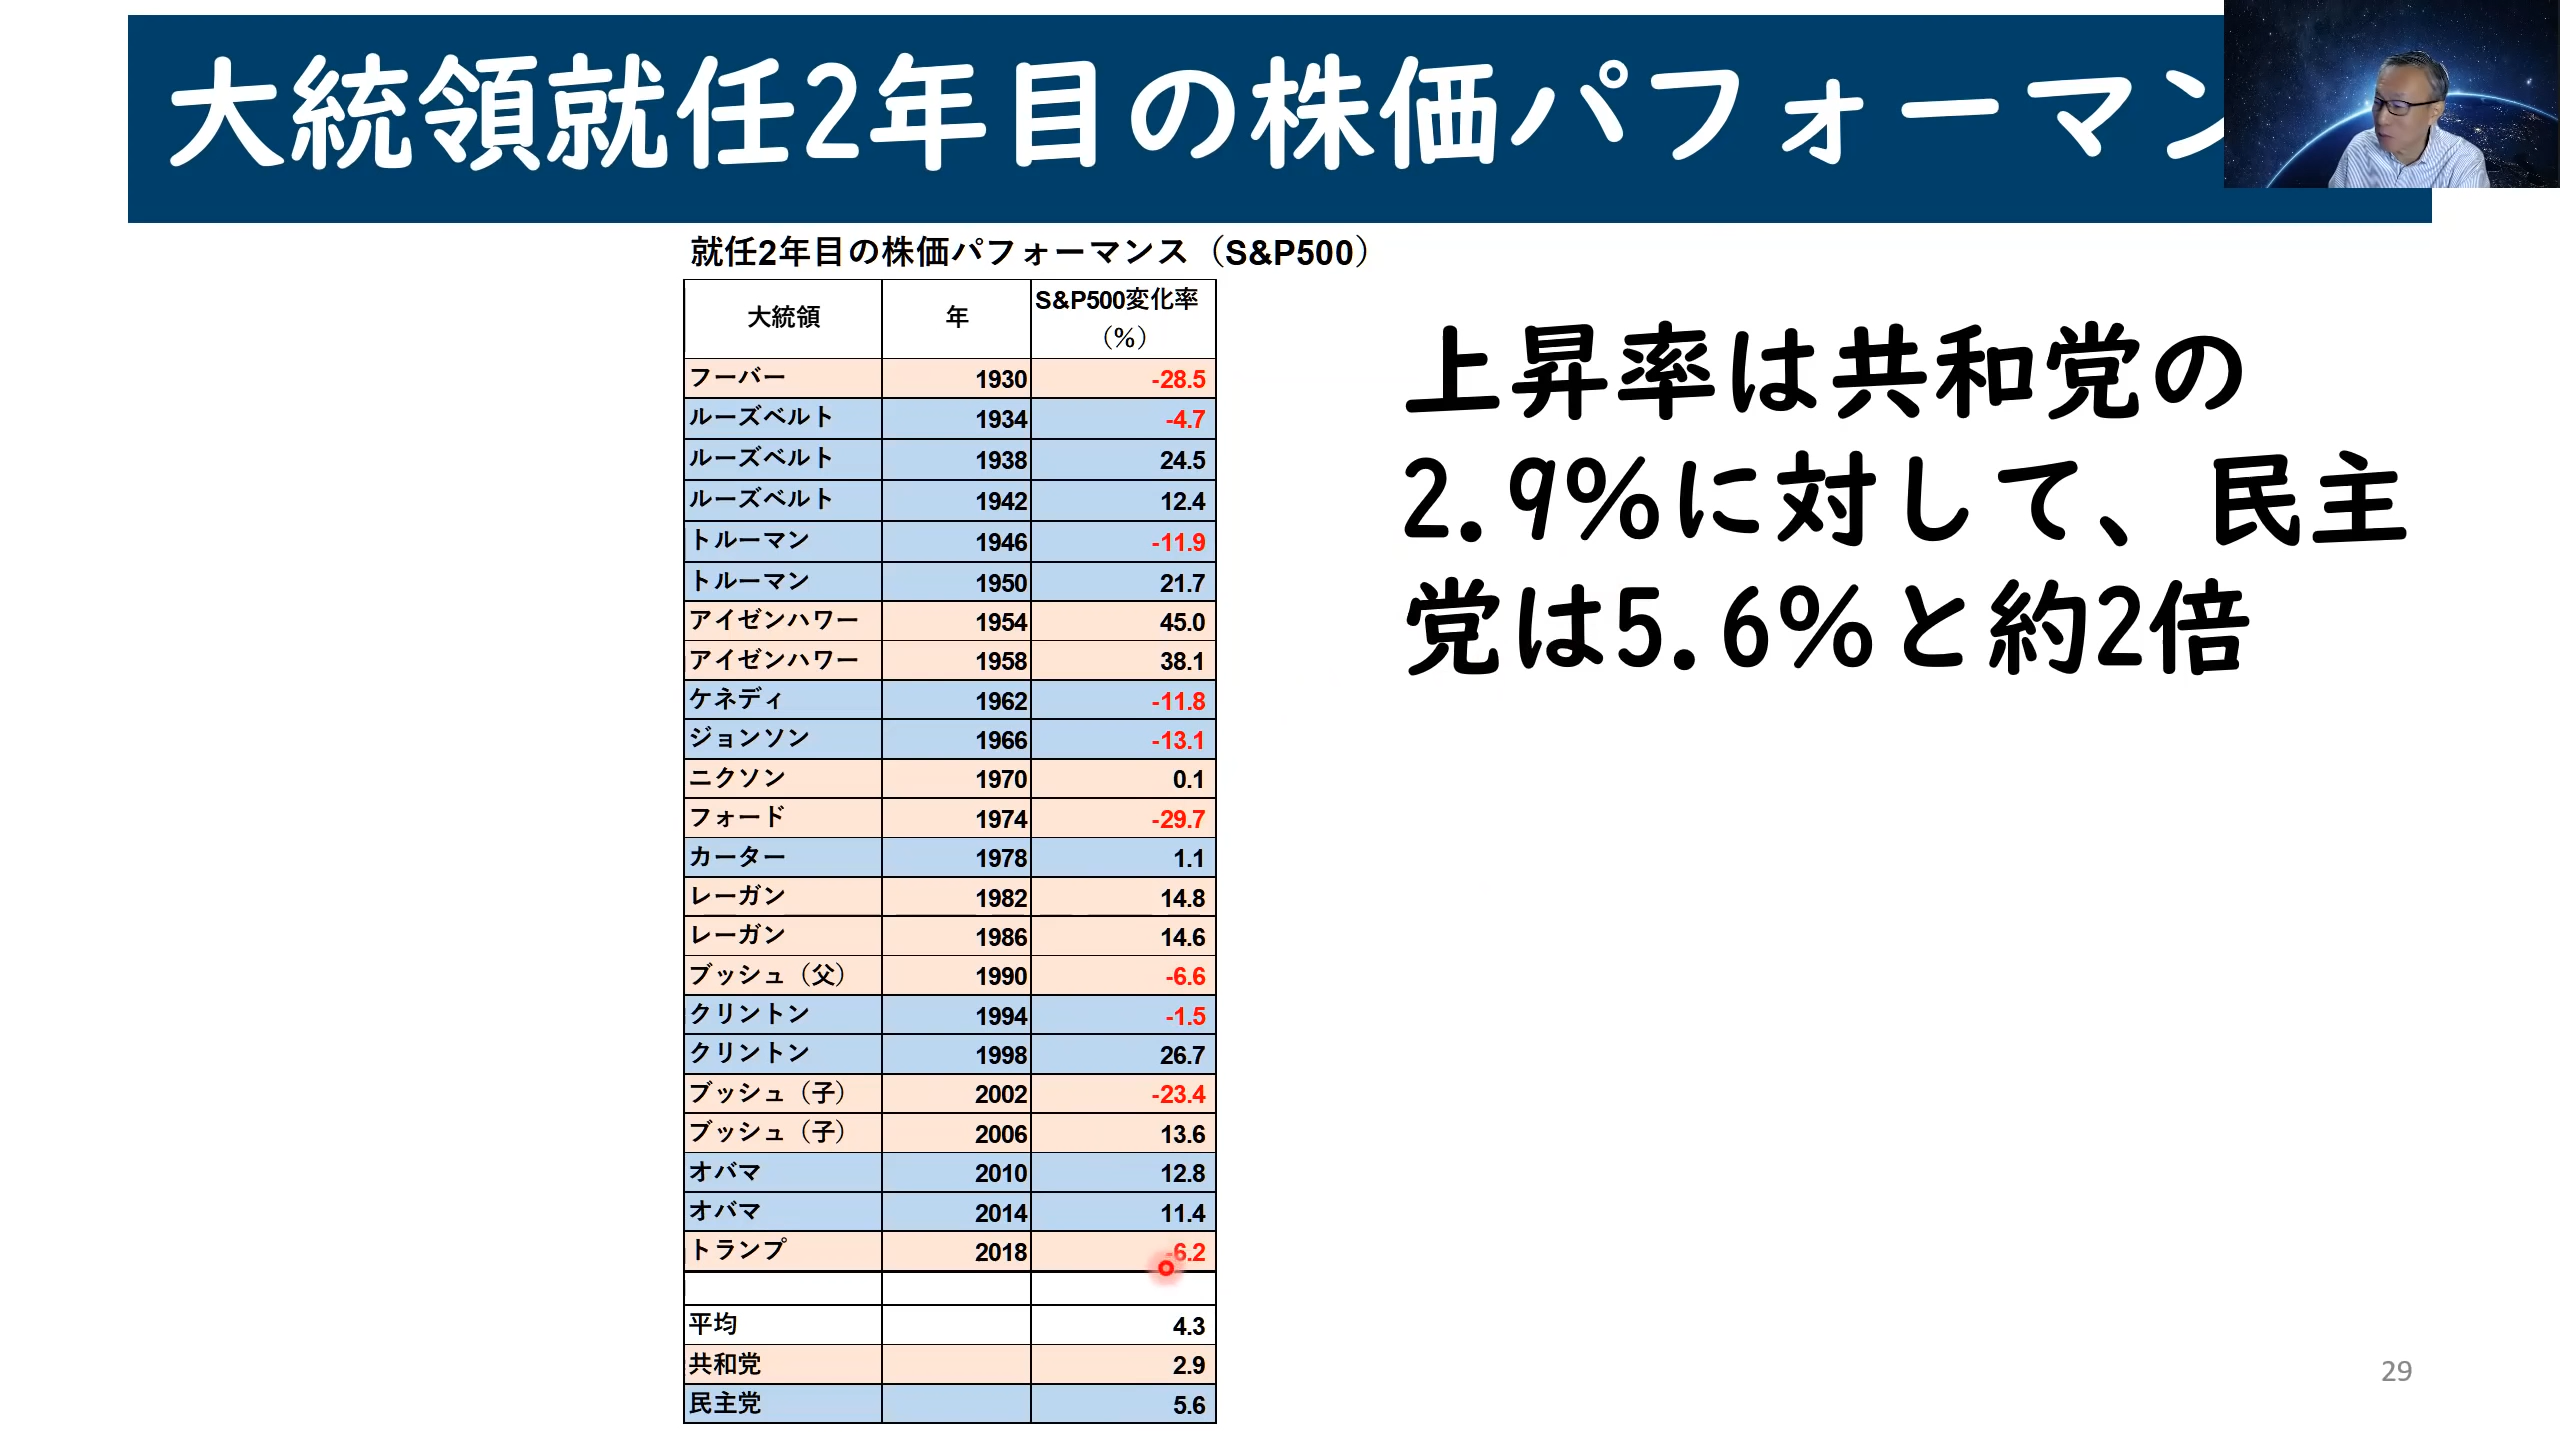 大統領就任2年目の株価パフォーマン
就任2年目の株価パフォーマンス（S&P500）
大統領 年 S&P500変化率（%）
フーバー 1930 -28.5
ルーズベルト 1934 -4.7
ルーズベルト 1938 24.5
ルーズベルト 1942 12.4
トルーマン 1946 -11.9
トルーマン 1950 21.7
アイゼンハワー 1954 45.0
アイゼンハワー 1958 38.1
ケネディ 1962 -11.8
ジョンソン 1966 -13.1
ニクソン 1970 0.1
フォード 1974 -29.7
カーター 1978 1.1
レーガン 1982 14.8
レーガン 1986 14.6
ブッシュ（父） 1990 -6.6
クリントン 1994 -1.5
クリントン 1998 26.7
ブッシュ（子） 2002 -23.4
ブッシュ（子） 2006 13.6
オバマ 2010 12.8
オバマ 2014 11.4
トランプ 2018 -6.2
平均 4.3
共和党 2.9
民主党 5.6
上昇率は共和党の
2.9%に対して、民主
党は5.6%と約2倍
29